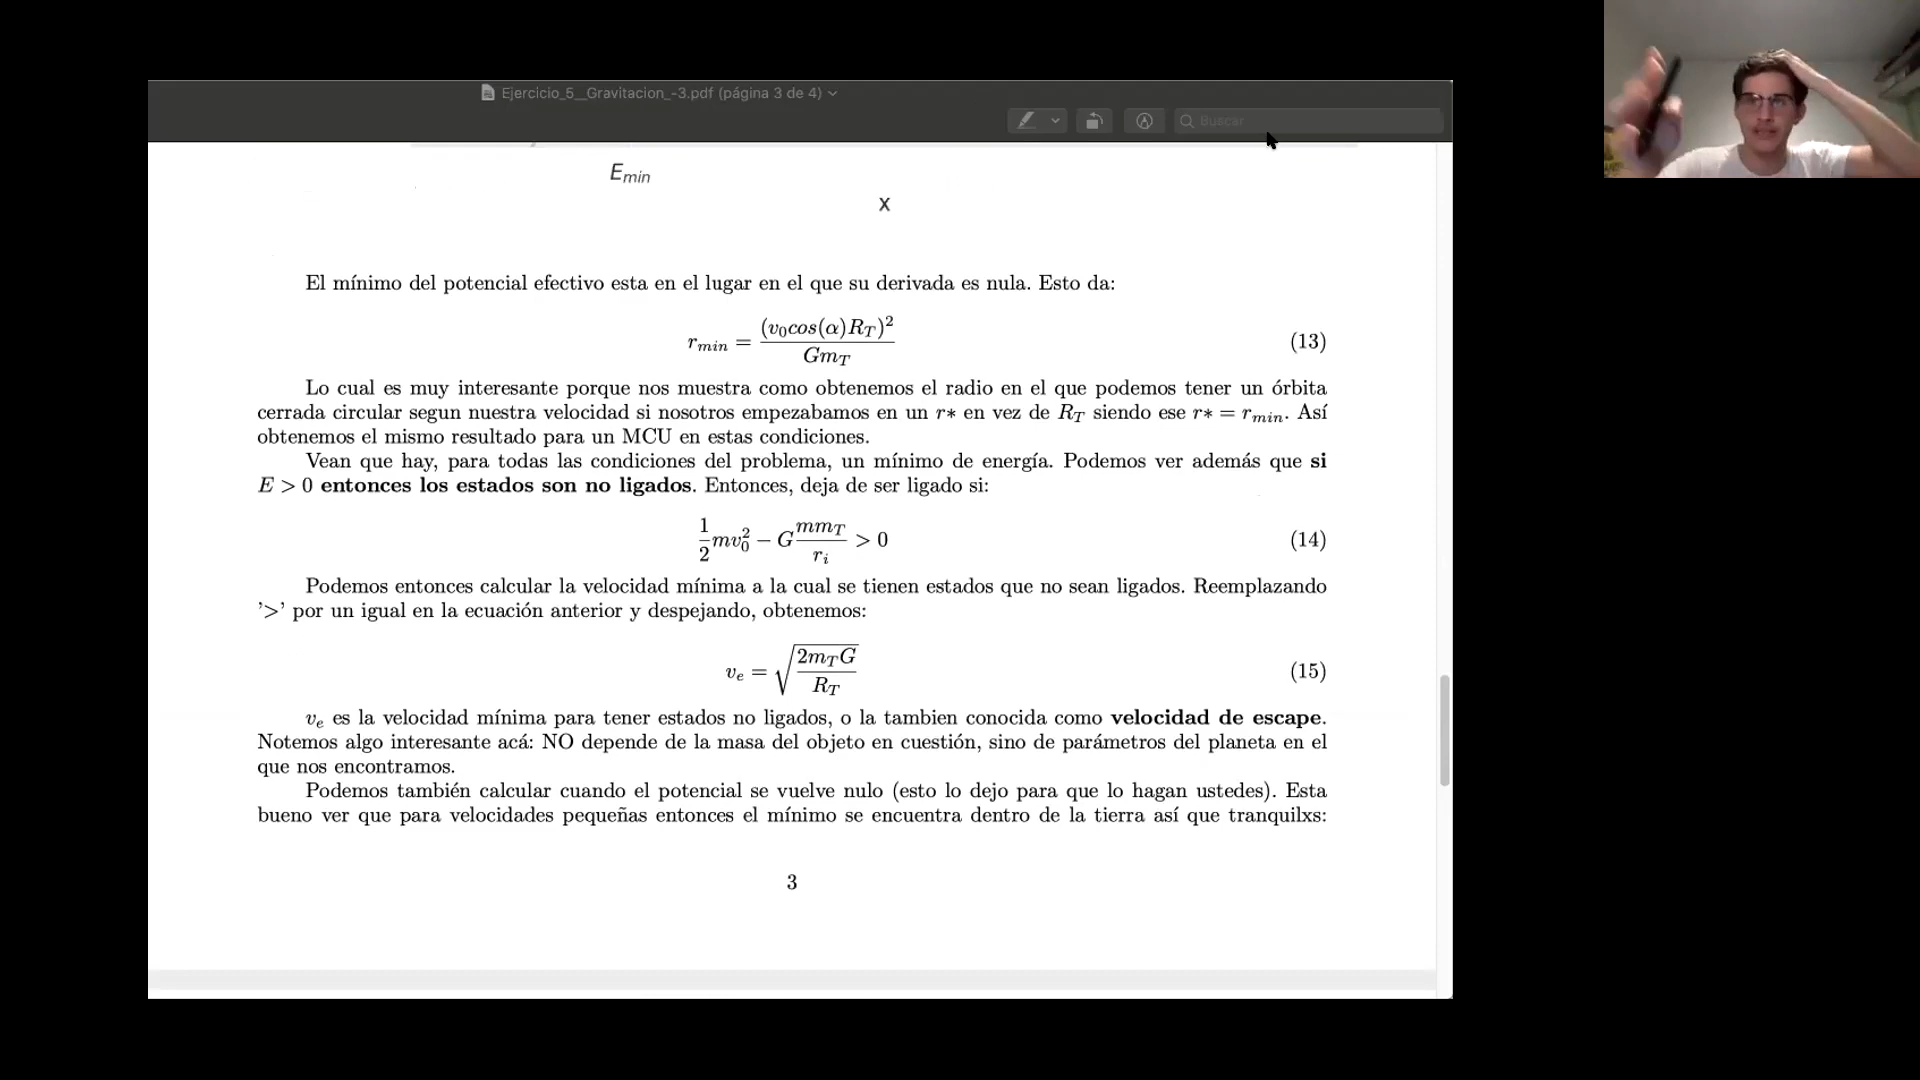 Ejercicio_5__Gravitacion_-3.pdf (página 3 de 4)
Buscar
E_min
x
El mínimo del potencial efectivo esta en el lugar en el que su derivada es nula. Esto da:
r_min = (v_0 cos(α)R_T)^2 / Gm_T (13)
Lo cual es muy interesante porque nos muestra como obtenemos el radio en el que podemos tener un órbita
cerrada circular segun nuestra velocidad si nosotros empezabamos en un r* en vez de R_T siendo ese r* = r_min. Así
obtenemos el mismo resultado para un MCU en estas condiciones.
Vean que hay, para todas las condiciones del problema, un mínimo de energía. Podemos ver además que si
E > 0 entonces los estados son no ligados. Entonces, deja de ser ligado si:
1/2 mv_0^2 − G mm_T / r_i > 0 (14)
Podemos entonces calcular la velocidad mínima a la cual se tienen estados que no sean ligados. Reemplazando
'>' por un igual en la ecuación anterior y despejando, obtenemos:
v_e = √(2m_T G / R_T) (15)
v_e es la velocidad mínima para tener estados no ligados, o la tambien conocida como velocidad de escape.
Notemos algo interesante acá: NO depende de la masa del objeto en cuestión, sino de parámetros del planeta en el
que nos encontramos.
Podemos también calcular cuando el potencial se vuelve nulo (esto lo dejo para que lo hagan ustedes). Esta
bueno ver que para velocidades pequeñas entonces el mínimo se encuentra dentro de la tierra así que tranquilxs:
3